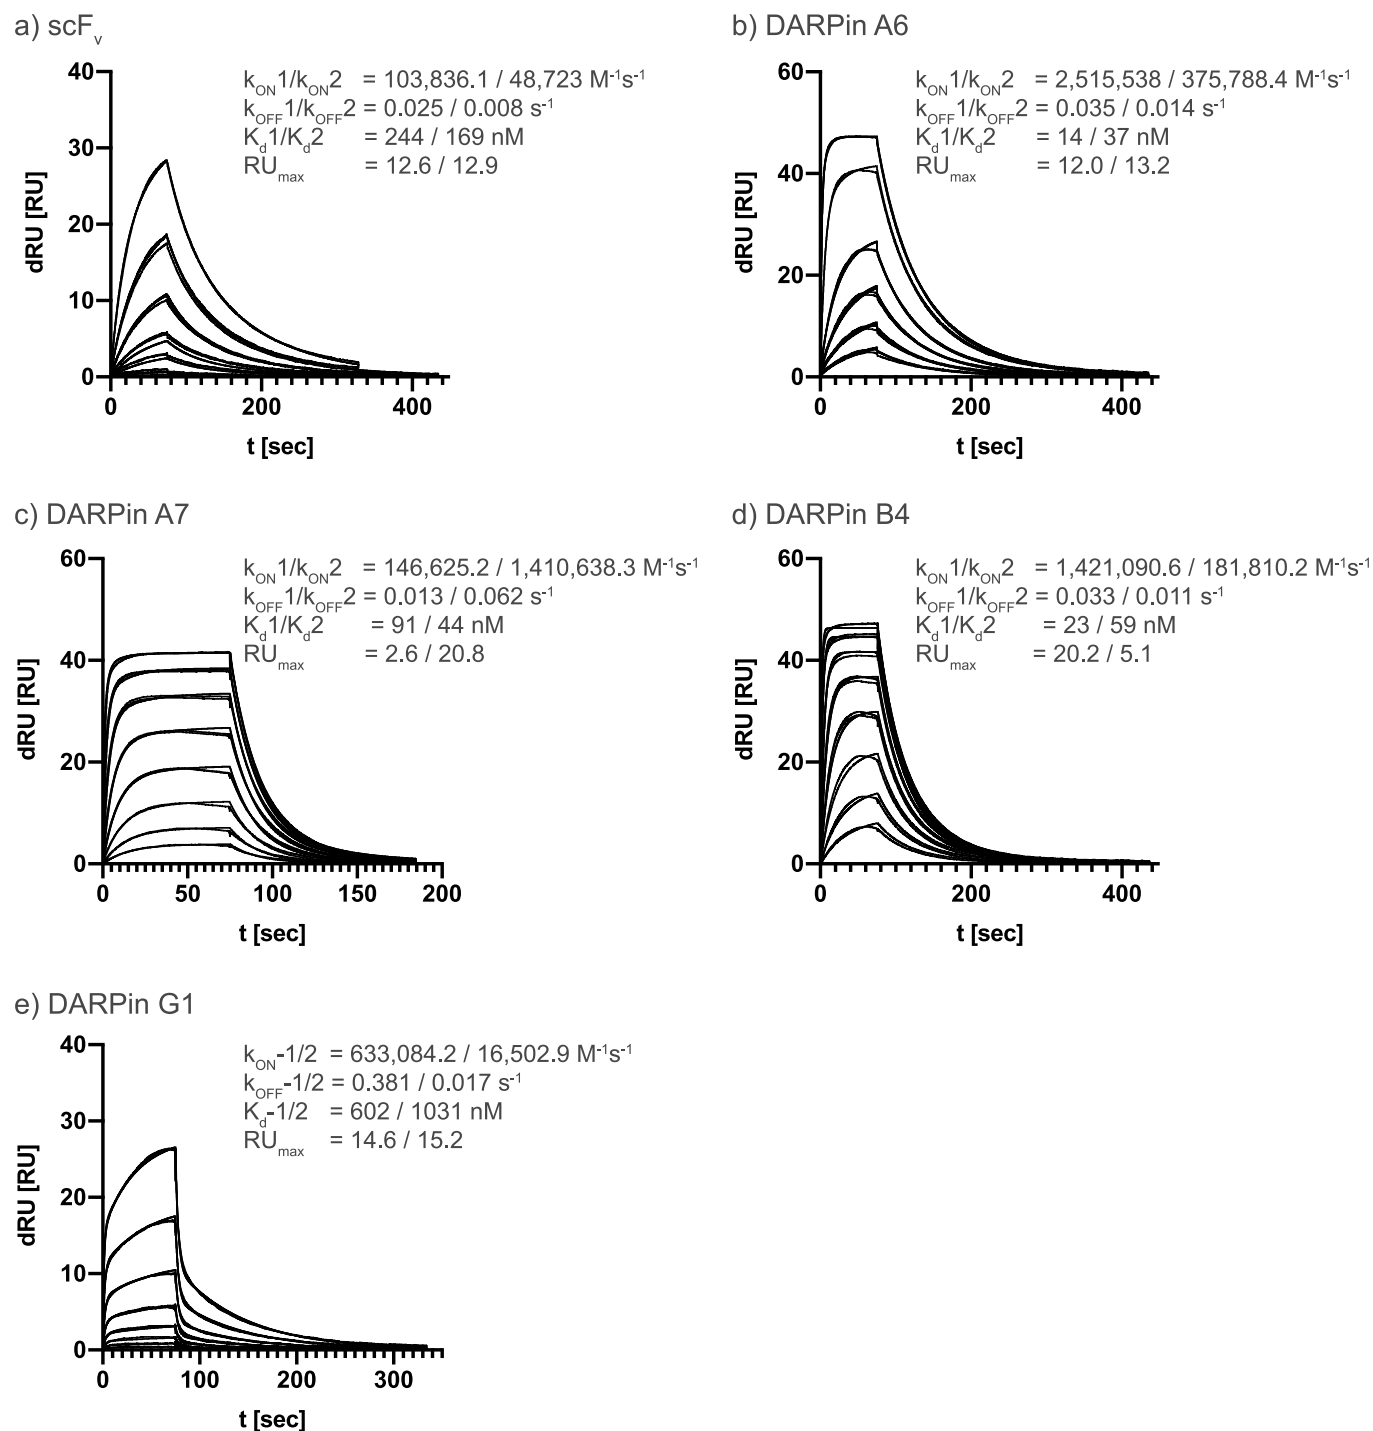 a) scFv
kON1/kON2 = 103,836.1 / 48,723 M-1s-1
kOFF1/kOFF2 = 0.025 / 0.008 s-1
Kd1/Kd2 = 244 / 169 nM
RUmax = 12.6 / 12.9
40
30
20
10
0
dRU [RU]
0 200 400
t [sec]
b) DARPin A6
kON1/kON2 = 2,515,538 / 375,788.4 M-1s-1
kOFF1/kOFF2 = 0.035 / 0.014 s-1
Kd1/Kd2 = 14 / 37 nM
RUmax = 12.0 / 13.2
60
40
20
0
dRU [RU]
0 200 400
t [sec]
c) DARPin A7
kON1/kON2 = 146,625.2 / 1,410,638.3 M-1s-1
kOFF1/kOFF2 = 0.013 / 0.062 s-1
Kd1/Kd2 = 91 / 44 nM
RUmax = 2.6 / 20.8
60
40
20
0
dRU [RU]
0 50 100 150 200
t [sec]
d) DARPin B4
kON1/kON2 = 1,421,090.6 / 181,810.2 M-1s-1
kOFF1/kOFF2 = 0.033 / 0.011 s-1
Kd1/Kd2 = 23 / 59 nM
RUmax = 20.2 / 5.1
60
40
20
0
dRU [RU]
0 200 400
t [sec]
e) DARPin G1
kON-1/2 = 633,084.2 / 16,502.9 M-1s-1
kOFF-1/2 = 0.381 / 0.017 s-1
Kd-1/2 = 602 / 1031 nM
RUmax = 14.6 / 15.2
40
30
20
10
0
dRU [RU]
0 100 200 300
t [sec]